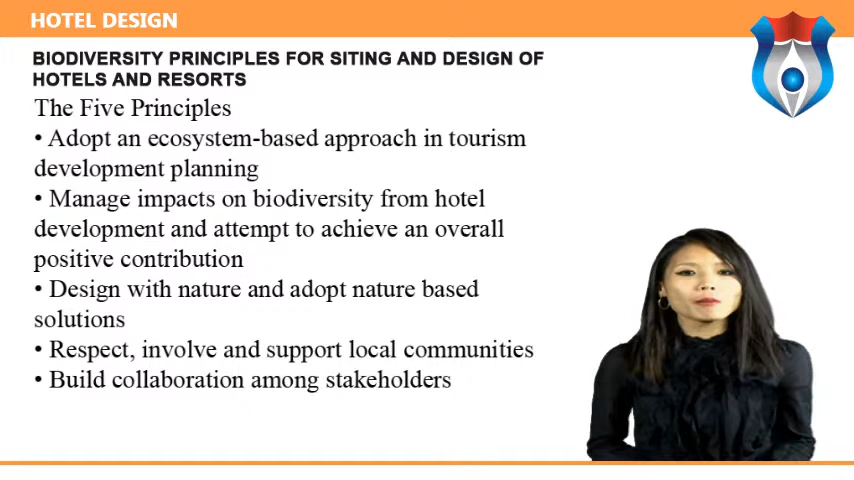 HOTEL DESIGN
BIODIVERSITY PRINCIPLES FOR SITING AND DESIGN OF
HOTELS AND RESORTS
The Five Principles
• Adopt an ecosystem-based approach in tourism
development planning
• Manage impacts on biodiversity from hotel
development and attempt to achieve an overall
positive contribution
• Design with nature and adopt nature based
solutions
• Respect, involve and support local communities
• Build collaboration among stakeholders